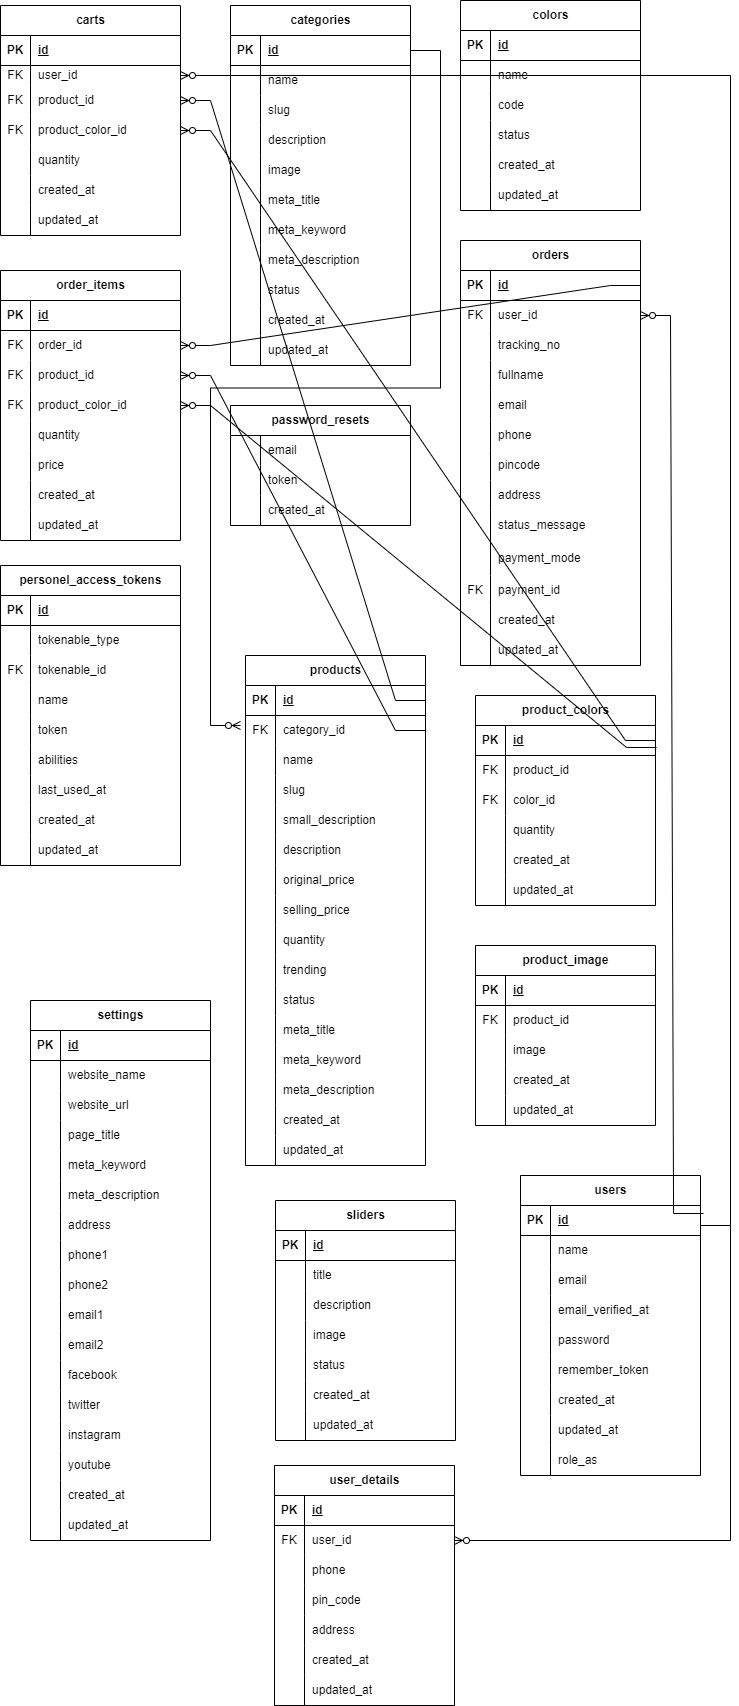 carts
PK id
FK user_id
FK product_id
FK product_color_id
quantity
created_at
updated_at
categories
PK id
name
slug
description
image
meta_title
meta_keyword
meta_description
status
created_at
updated_at
colors
PK id
name
code
status
created_at
updated_at
order_items
PK id
FK order_id
FK product_id
FK product_color_id
quantity
price
created_at
updated_at
password_resets
email
token
created_at
orders
PK id
FK user_id
tracking_no
fullname
email
phone
pincode
address
status_message
payment_mode
FK payment_id
created_at
updated_at
personel_access_tokens
PK id
tokenable_type
FK tokenable_id
name
token
abilities
last_used_at
created_at
updated_at
products
PK id
FK category_id
name
slug
small_description
description
original_price
selling_price
quantity
trending
status
meta_title
meta_keyword
meta_description
created_at
updated_at
product_colors
PK id
FK product_id
FK color_id
quantity
created_at
updated_at
product_image
PK id
FK product_id
image
created_at
updated_at
settings
PK id
website_name
website_url
page_title
meta_keyword
meta_description
address
phone1
phone2
email1
email2
facebook
twitter
instagram
youtube
created_at
updated_at
sliders
PK id
title
description
image
status
created_at
updated_at
users
PK id
name
email
email_verified_at
password
remember_token
created_at
updated_at
role_as
user_details
PK id
FK user_id
phone
pin_code
address
created_at
updated_at